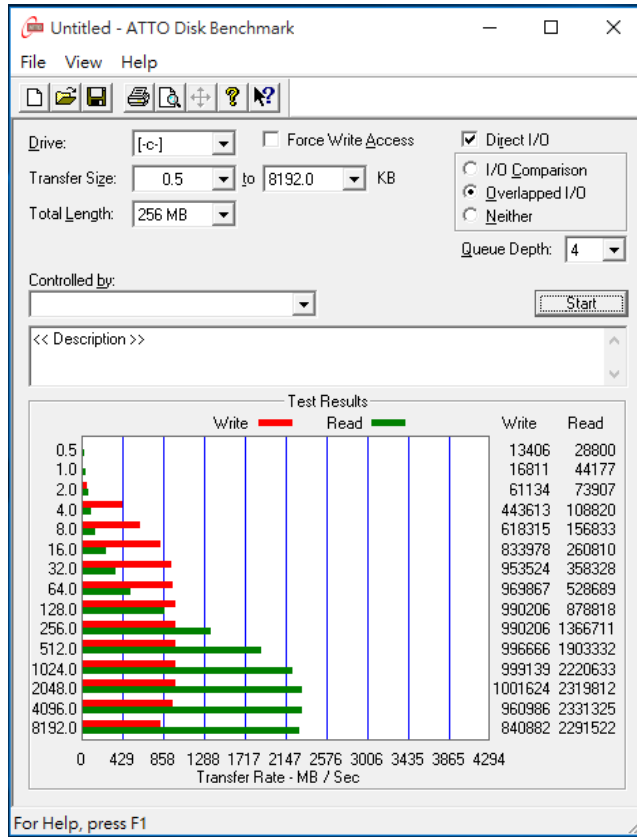 Untitled - ATTO Disk Benchmark
File View Help
Drive: [-c-] Force Write Access Direct I/O
Transfer Size: 0.5 to 8192.0 KB I/O Comparison
Overlapped I/O
Total Length: 256 MB Neither
Queue Depth: 4
Controlled by:
Start
<< Description >>
Test Results
Write Read Write Read
0.5 13406 28800
1.0 16811 44177
2.0 61134 73907
4.0 443613 108820
8.0 618315 156833
16.0 833978 260810
32.0 953524 358328
64.0 969867 528689
128.0 990206 878818
256.0 990206 1366711
512.0 996666 1903332
1024.0 999139 2220633
2048.0 1001624 2319812
4096.0 960986 2331325
8192.0 840882 2291522
0 429 858 1288 1717 2147 2576 3006 3435 3865 4294
Transfer Rate - MB / Sec
For Help, press F1